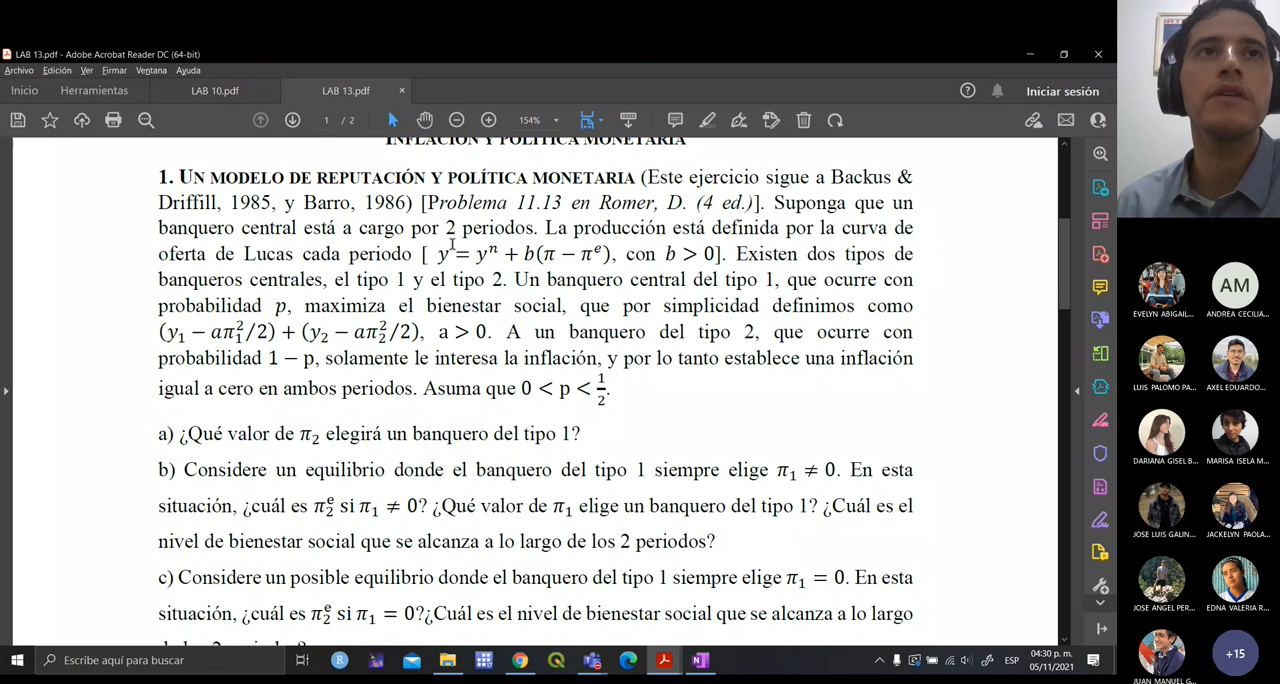 LAB 13.pdf - Adobe Acrobat Reader DC (64-bit)
Archivo Edición Ver Firmar Ventana Ayuda
Inicio Herramientas LAB 10.pdf LAB 13.pdf × Iniciar sesión
1 / 2 154%
INFLACIÓN Y POLÍTICA MONETARIA
1. UN MODELO DE REPUTACIÓN Y POLÍTICA MONETARIA (Este ejercicio sigue a Backus &
Driffill, 1985, y Barro, 1986) [Problema 11.13 en Romer, D. (4 ed.)]. Suponga que un
banquero central está a cargo por 2 periodos. La producción está definida por la curva de
oferta de Lucas cada periodo [ y = yⁿ + b(π − πᵉ), con b > 0]. Existen dos tipos de
banqueros centrales, el tipo 1 y el tipo 2. Un banquero central del tipo 1, que ocurre con
probabilidad p, maximiza el bienestar social, que por simplicidad definimos como
(y₁ − aπ₁²/2) + (y₂ − aπ₂²/2), a > 0. A un banquero del tipo 2, que ocurre con
probabilidad 1 − p, solamente le interesa la inflación, y por lo tanto establece una inflación
igual a cero en ambos periodos. Asuma que 0 < p < 1/2.
a) ¿Qué valor de π₂ elegirá un banquero del tipo 1?
b) Considere un equilibrio donde el banquero del tipo 1 siempre elige π₁ ≠ 0. En esta
situación, ¿cuál es π₂ᵉ si π₁ ≠ 0? ¿Qué valor de π₁ elige un banquero del tipo 1? ¿Cuál es el
nivel de bienestar social que se alcanza a lo largo de los 2 periodos?
c) Considere un posible equilibrio donde el banquero del tipo 1 siempre elige π₁ = 0. En esta
situación, ¿cuál es π₂ᵉ si π₁ = 0?¿Cuál es el nivel de bienestar social que se alcanza a lo largo
AM
EVELYN ABIGAIL... ANDREA CECILIA...
LUIS PALOMO PA... AXEL EDUARDO...
DARIANA GISEL B... MARISA ISELA M...
JOSE LUIS GALIN... JACKELYN PAOLA...
JOSE ANGEL PER... EDNA VALERIA R...
+15
JUAN MANUEL G...
Escribe aquí para buscar
ESP
04:30 p. m.
05/11/2021